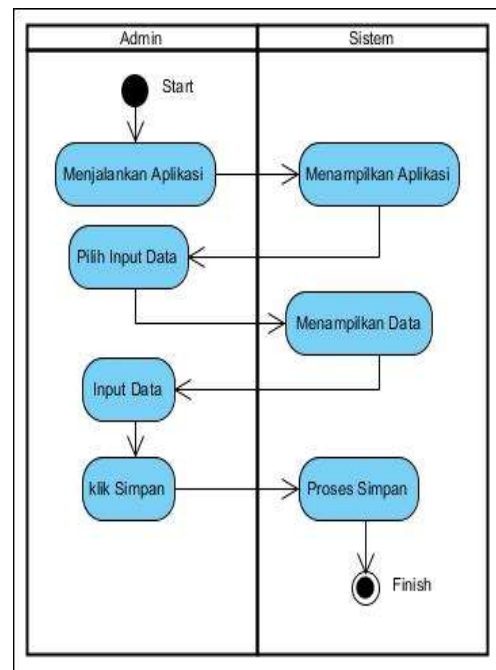 Admin
Sistem
Start
Menjalankan Aplikasi
Menampilkan Aplikasi
Pilih Input Data
Menampilkan Data
Input Data
klik Simpan
Proses Simpan
Finish